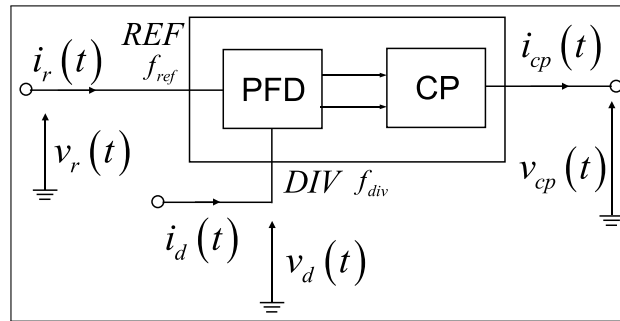 REF
f_ref
i_r(t)
i_cp(t)
PFD
CP
v_r(t)
v_cp(t)
DIV f_div
i_d(t)
v_d(t)